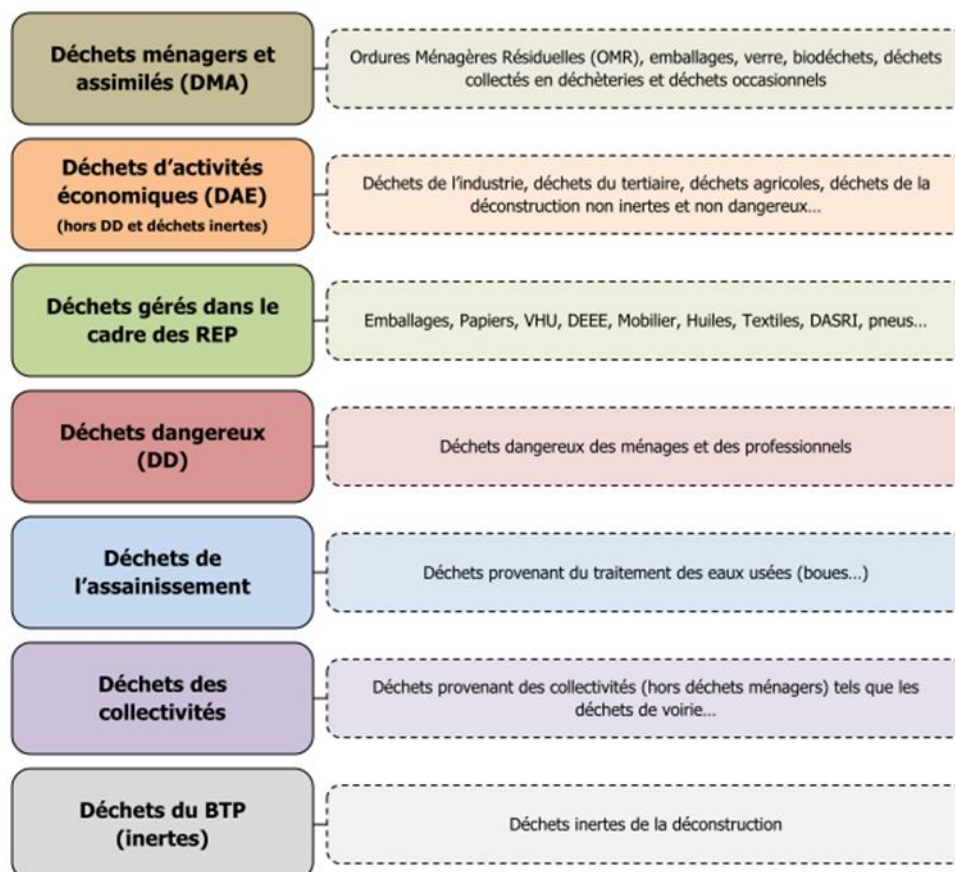 Déchets ménagers et
assimilés (DMA)
Ordures Ménagères Résiduelles (OMR), emballages, verre, biodéchets, déchets
collectés en déchèteries et déchets occasionnels
Déchets d'activités
économiques (DAE)
(hors DD et déchets inertes)
Déchets de l'industrie, déchets du tertiaire, déchets agricoles, déchets de la
déconstruction non inertes et non dangereux...
Déchets gérés dans le
cadre des REP
Emballages, Papiers, VHU, DEEE, Mobilier, Huiles, Textiles, DASRI, pneus...
Déchets dangereux
(DD)
Déchets dangereux des ménages et des professionnels
Déchets de
l'assainissement
Déchets provenant du traitement des eaux usées (boues...)
Déchets des
collectivités
Déchets provenant des collectivités (hors déchets ménagers) tels que les
déchets de voirie...
Déchets du BTP
(inertes)
Déchets inertes de la déconstruction